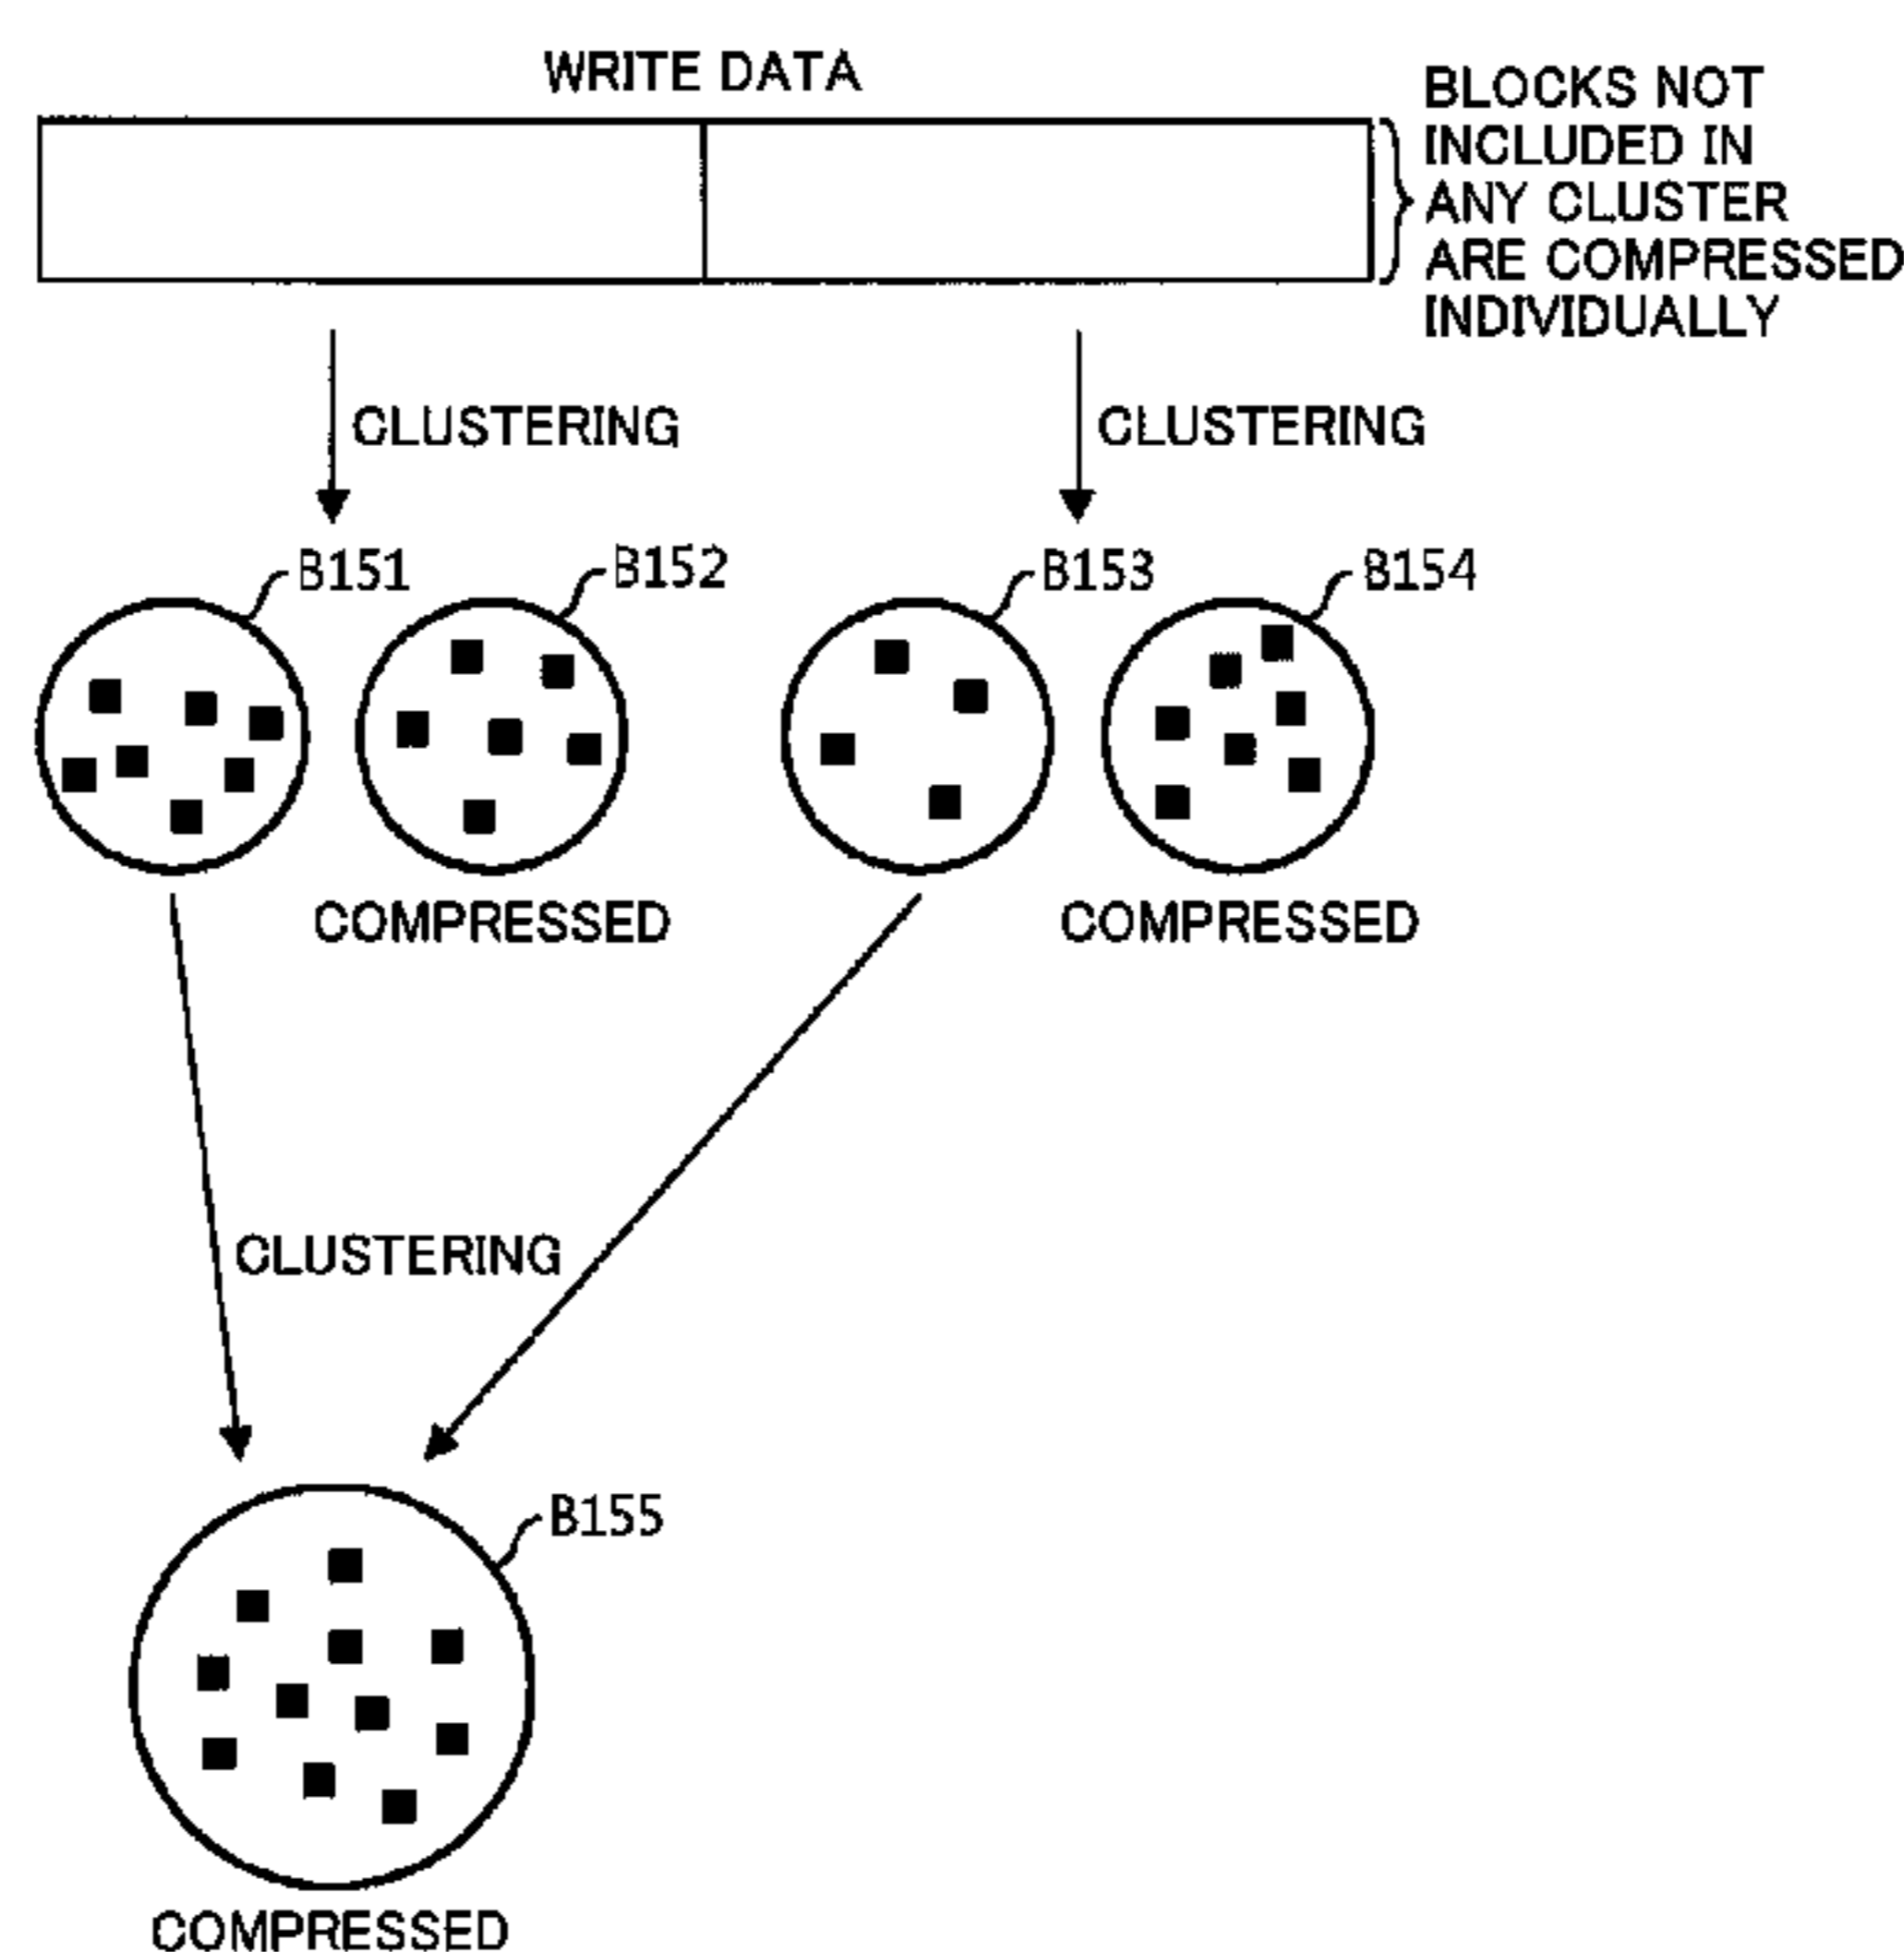 WRITE DATA
BLOCKS NOT
INCLUDED IN
ANY CLUSTER
ARE COMPRESSED
INDIVIDUALLY
CLUSTERING
CLUSTERING
B151
B152
B153
B154
COMPRESSED
COMPRESSED
CLUSTERING
B155
COMPRESSED